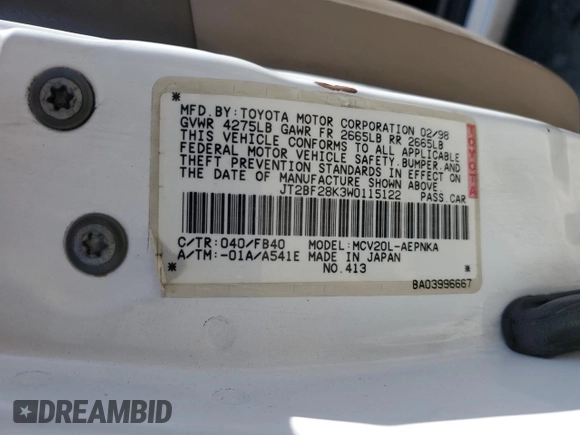 MFD. BY: TOYOTA MOTOR CORPORATION 02/98
GVWR 4275LB GAWR FR 2665LB RR 2665LB
THIS VEHICLE CONFORMS TO ALL APPLICABLE
FEDERAL MOTOR VEHICLE SAFETY, BUMPER, AND
THEFT PREVENTION STANDARDS IN EFFECT ON
THE DATE OF MANUFACTURE SHOWN ABOVE.
JT2BF28K3W0115122 PASS CAR
TOYOTA
C/TR: 040/FB40 MODEL: MCV20L-AEPNKA
A/TM: -01A/A541E MADE IN JAPAN
NO. 413
BA03996667
DREAMBID